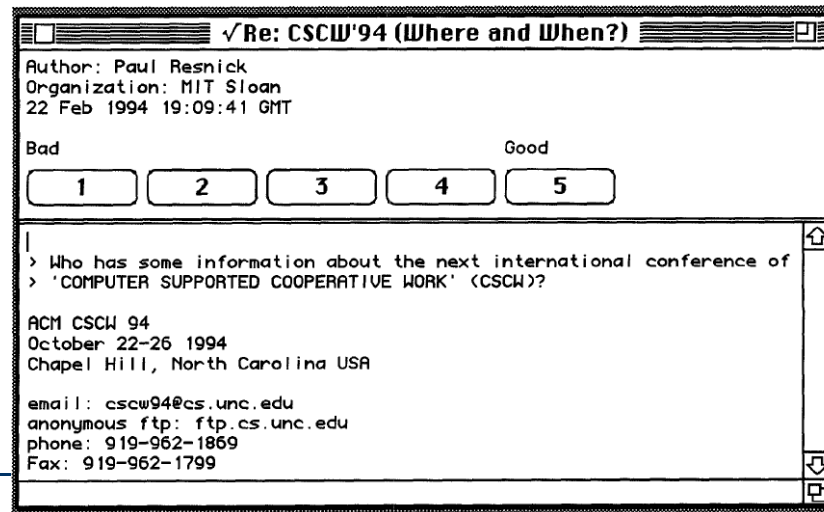 √Re: CSCW'94 (Where and When?)
Author: Paul Resnick
Organization: MIT Sloan
22 Feb 1994 19:09:41 GMT
Bad Good
1 2 3 4 5
> Who has some information about the next international conference of
> 'COMPUTER SUPPORTED COOPERATIVE WORK' (CSCW)?
ACM CSCW 94
October 22-26 1994
Chapel Hill, North Carolina USA
email: cscw94@cs.unc.edu
anonymous ftp: ftp.cs.unc.edu
phone: 919-962-1869
Fax: 919-962-1799